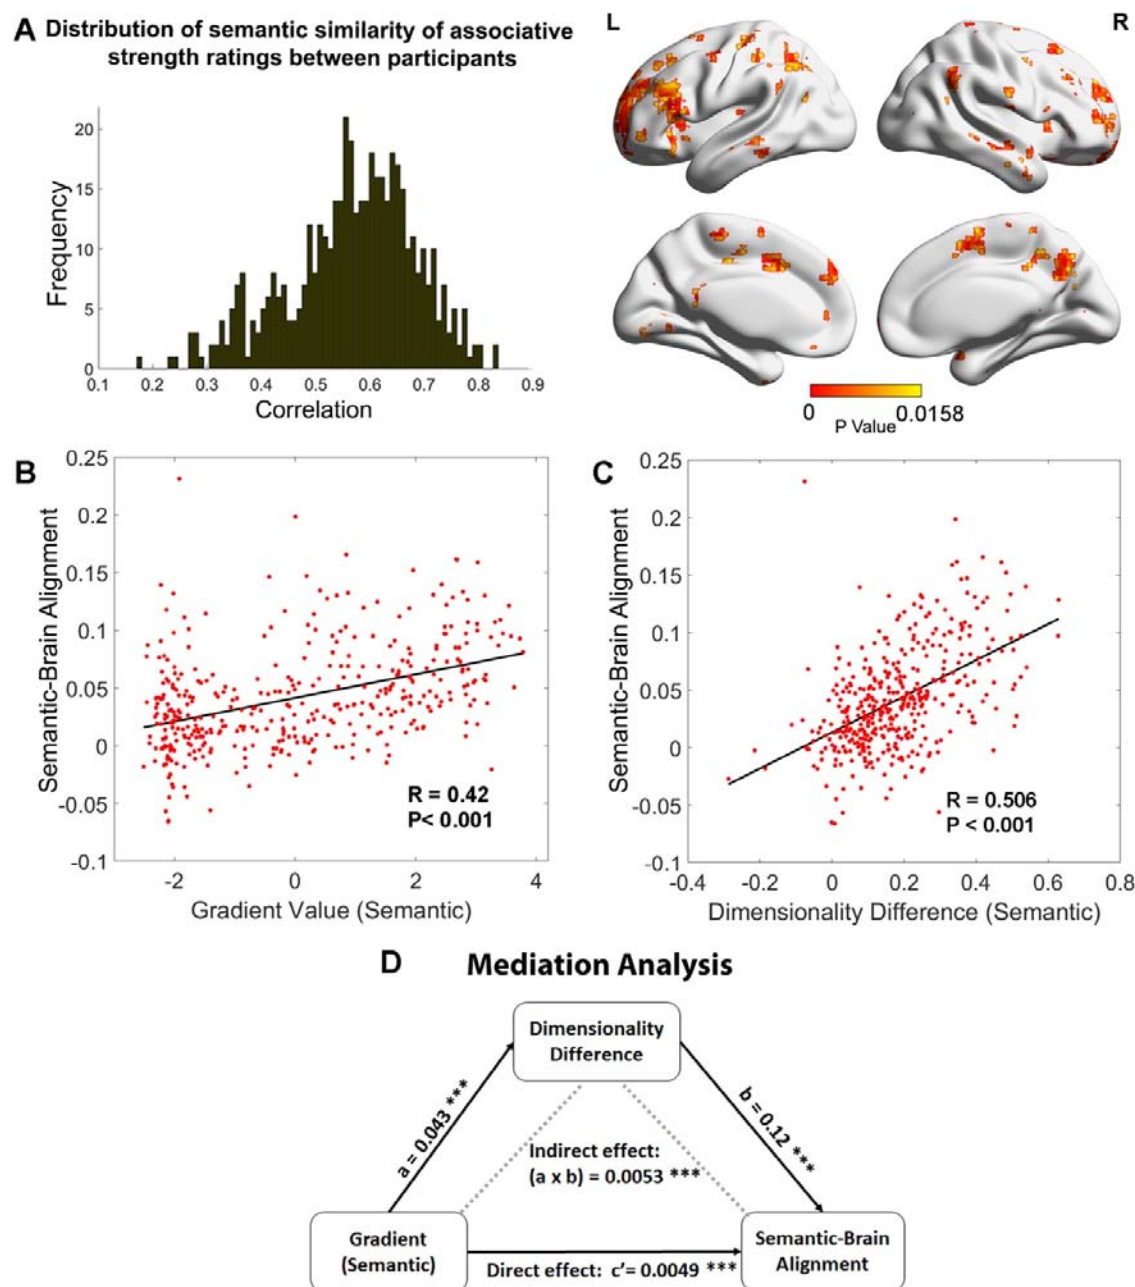 A Distribution of semantic similarity of associative
strength ratings between participants
20
15
10
5
0
Frequency
0.1 0.2 0.3 0.4 0.5 0.6 0.7 0.8 0.9
Correlation
L R
0 0.0158
P Value
B
0.25
0.2
0.15
0.1
0.05
0
-0.05
-0.1
Semantic-Brain Alignment
R = 0.42
P< 0.001
-2 0 2 4
Gradient Value (Semantic)
C
0.25
0.2
0.15
0.1
0.05
0
-0.05
-0.1
Semantic-Brain Alignment
R = 0.506
P < 0.001
-0.4 -0.2 0 0.2 0.4 0.6 0.8
Dimensionality Difference (Semantic)
D Mediation Analysis
Dimensionality
Difference
a = 0.043 ***
b = 0.12 ***
Indirect effect:
(a x b) = 0.0053 ***
Gradient
(Semantic)
Semantic-Brain
Alignment
Direct effect: c'= 0.0049 ***